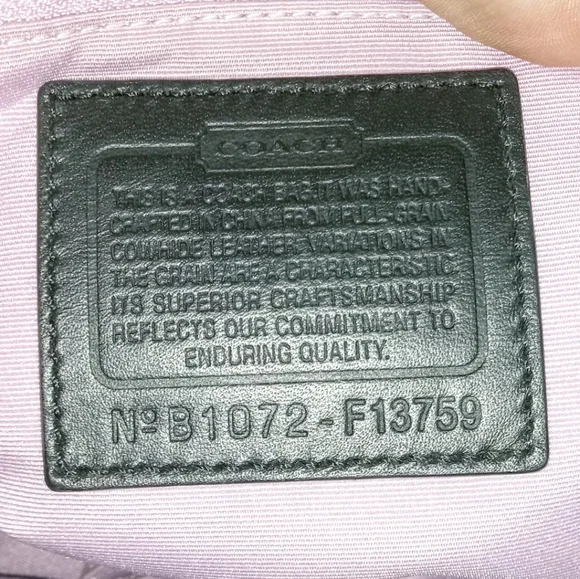 COACH
THIS IS A COACH BAG. IT WAS HAND-
CRAFTED IN CHINA FROM FULL-GRAIN
COWHIDE LEATHER. VARIATIONS IN
THE GRAIN ARE A CHARACTERISTIC
ITS SUPERIOR CRAFTSMANSHIP
REFLECTS OUR COMMITMENT TO
ENDURING QUALITY.
Nº B1072-F13759